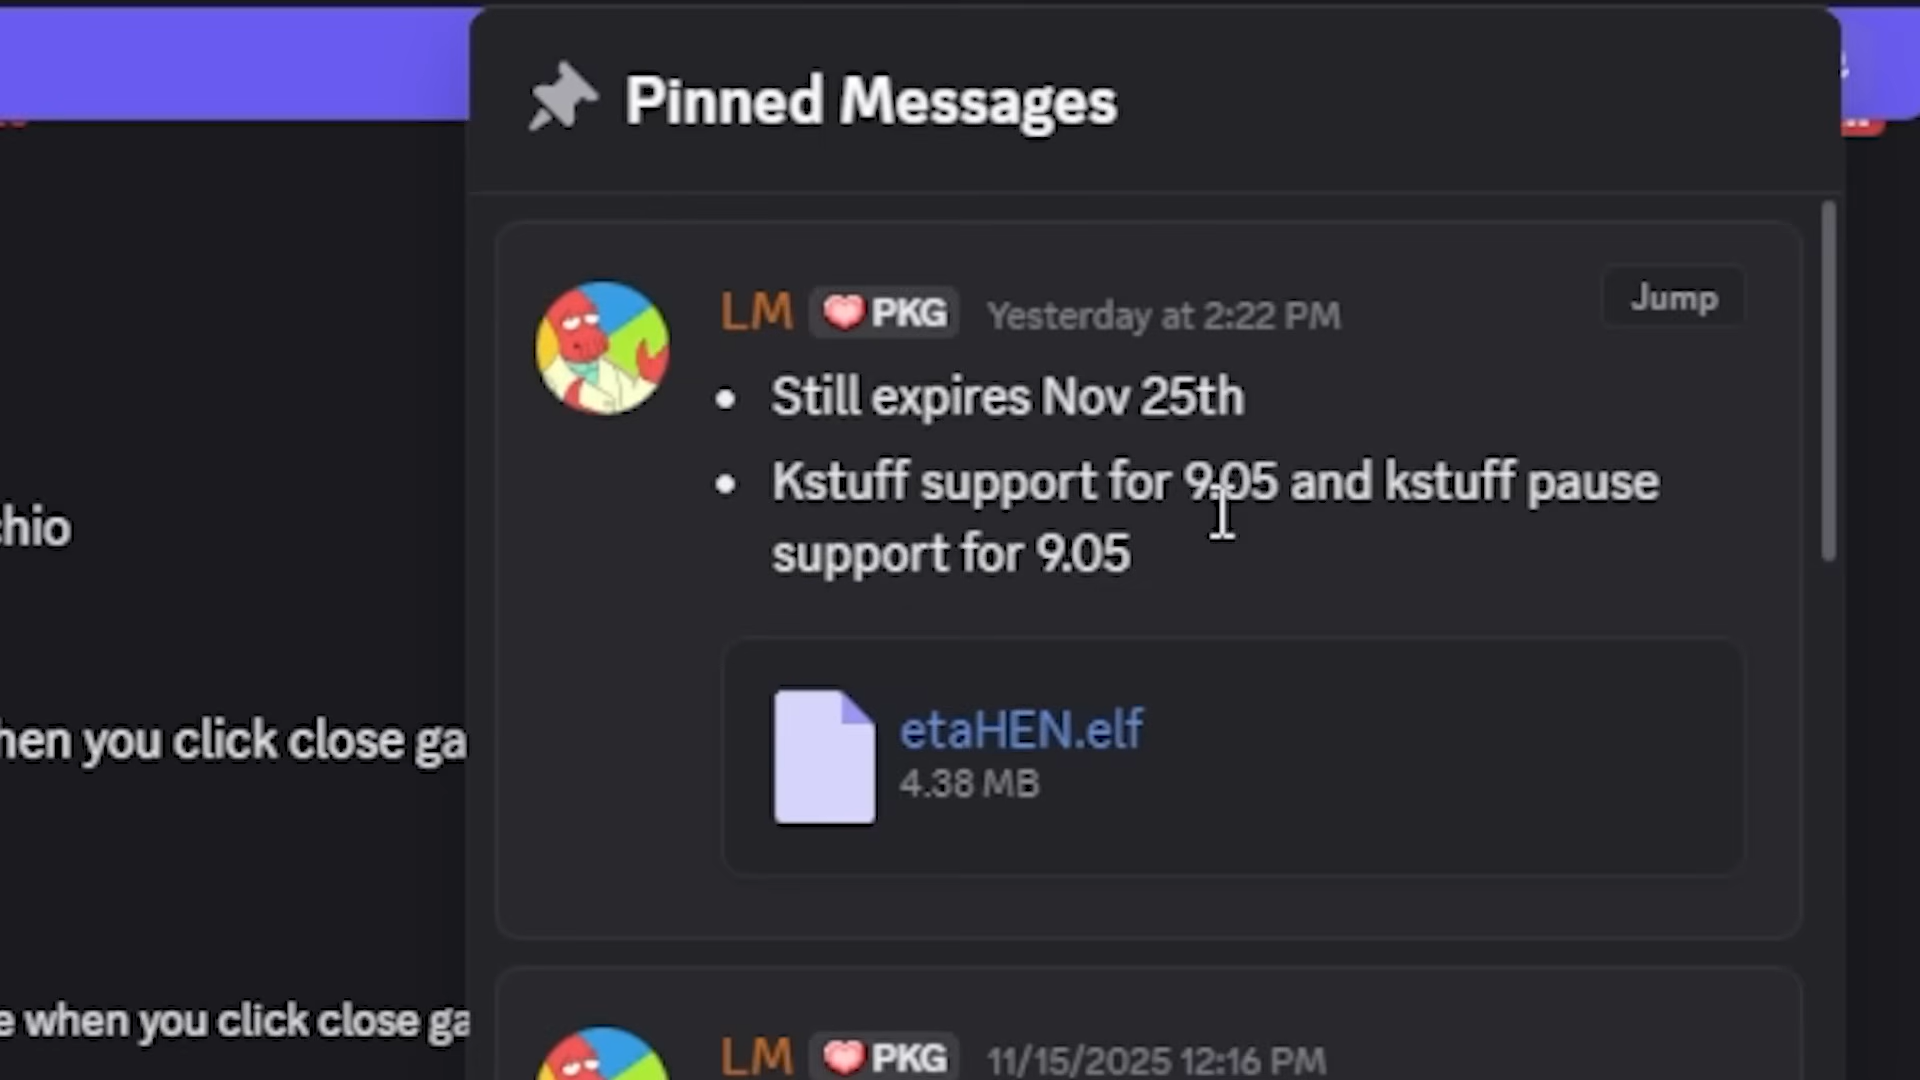 Pinned Messages
LM PKG Yesterday at 2:22 PM
Jump
• Still expires Nov 25th
• Kstuff support for 9.05 and kstuff pause
support for 9.05
etaHEN.elf
4.38 MB
LM PKG 11/15/2025 12:16 PM
chio
hen you click close ga
e when you click close ga